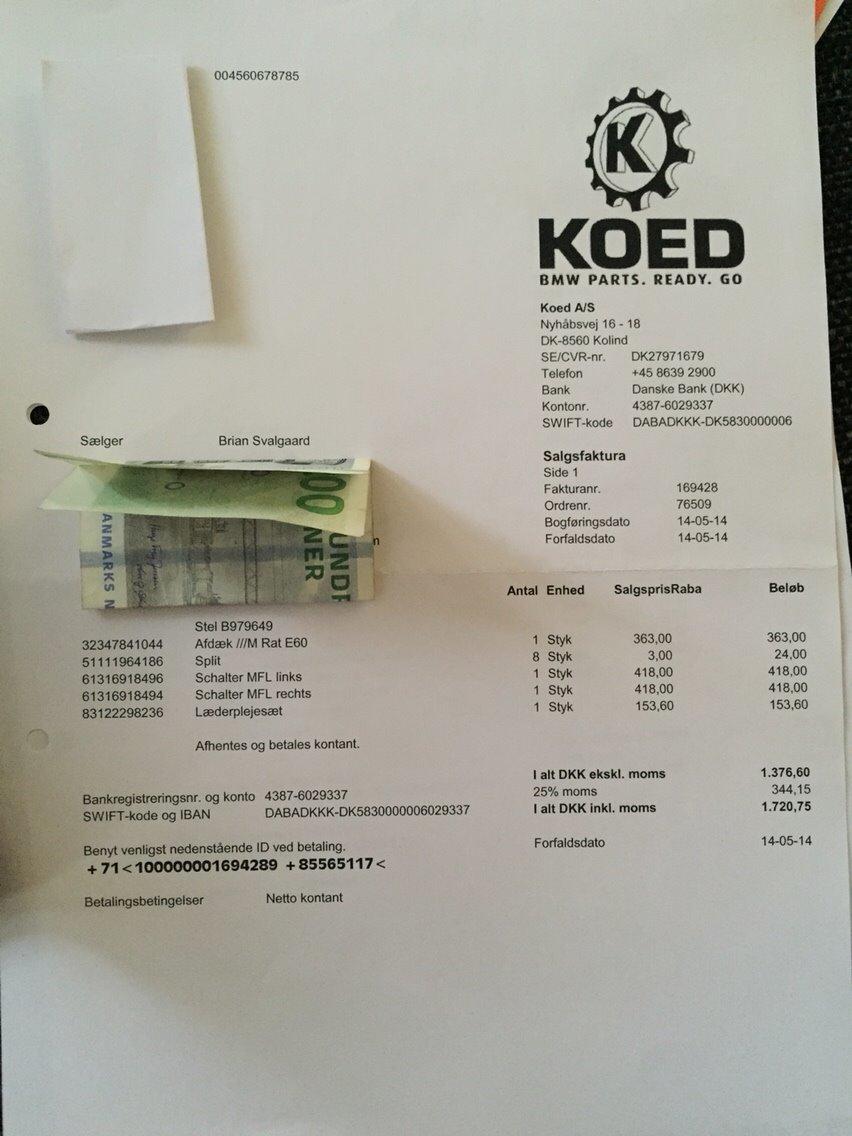 004560678785
K
KOED
BMW PARTS. READY. GO
Koed A/S
Nyhåbsvej 16 - 18
DK-8560 Kolind
SE/CVR-nr. DK27971679
Telefon +45 8639 2900
Bank Danske Bank (DKK)
Kontonr. 4387-6029337
SWIFT-kode DABADKKK-DK5830000006
Sælger Brian Svalgaard
Salgsfaktura
Side 1
Fakturanr. 169428
Ordrenr. 76509
Bogføringsdato 14-05-14
Forfaldsdato 14-05-14
ANMARKS N
00
UNDR
NER
n
Antal Enhed SalgsprisRaba Beløb
Stel B979649
32347841044 Afdæk ///M Rat E60 1 Styk 363,00 363,00
51111964186 Split 8 Styk 3,00 24,00
61316918496 Schalter MFL links 1 Styk 418,00 418,00
61316918494 Schalter MFL rechts 1 Styk 418,00 418,00
83122298236 Læderplejesæt 1 Styk 153,60 153,60
Afhentes og betales kontant.
I alt DKK ekskl. moms 1.376,60
25% moms 344,15
I alt DKK inkl. moms 1.720,75
Bankregistreringsnr. og konto 4387-6029337
SWIFT-kode og IBAN DABADKKK-DK5830000006029337
Forfaldsdato 14-05-14
Benyt venligst nedenstående ID ved betaling.
+71<100000001694289 +85565117<
Betalingsbetingelser Netto kontant